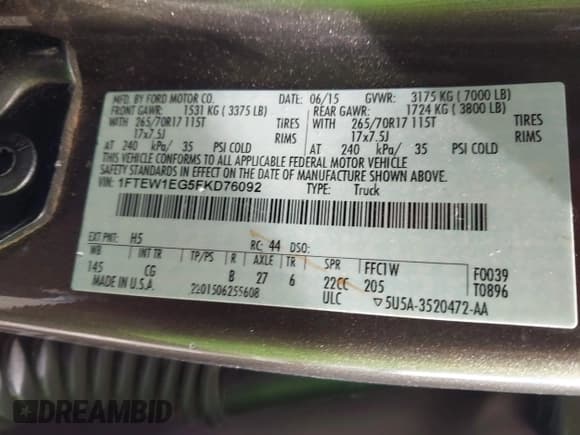 MFD. BY FORD MOTOR CO. DATE: 06/15 GVWR: 3175 KG ( 7000 LB)
FRONT GAWR: 1531 KG ( 3375 LB) REAR GAWR: 1724 KG ( 3800 LB)
WITH 265/70R17 115T TIRES WITH 265/70R17 115T TIRES
17x7.5J RIMS 17x7.5J RIMS
AT 240 kPa/ 35 PSI COLD AT 240 kPa/ 35 PSI COLD
THIS VEHICLE CONFORMS TO ALL APPLICABLE FEDERAL MOTOR VEHICLE
SAFETY STANDARDS IN EFFECT ON THE DATE OF MANUFACTURE SHOWN ABOVE.
VIN: 1FTEW1EG5FKD76092 TYPE: Truck
EXT PNT: H5 RC: 44 DSO:
WB INT TR TP/PS R AXLE TR SPR FFC1W F0039
145 CG B 27 6 22CC 205 T0896
MADE IN U.S.A. 2201506255608 ULC 5U5A-3520472-AA
DREAMBID